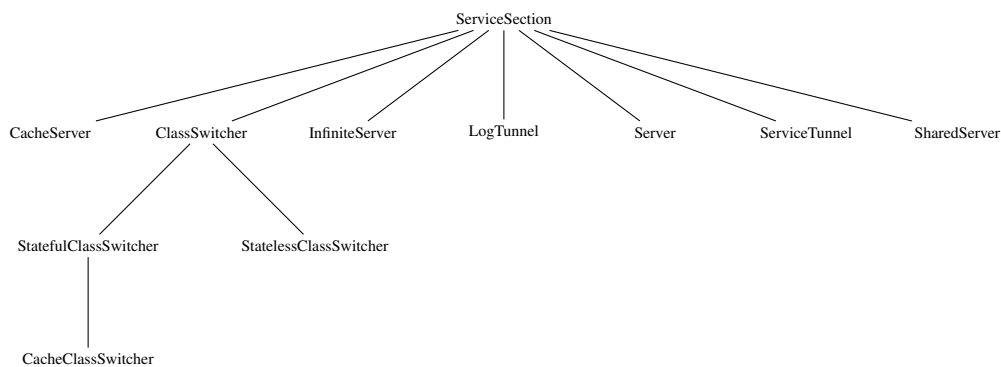 ServiceSection
CacheServer ClassSwitcher InfiniteServer LogTunnel Server ServiceTunnel SharedServer
StatefulClassSwitcher StatelessClassSwitcher
CacheClassSwitcher